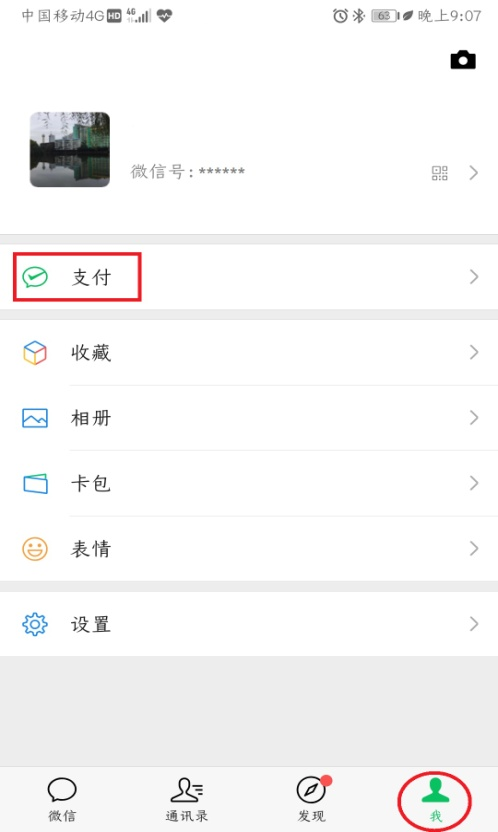 中国移动4G HD 4G 63 晚上9:07
微信号: ******
支付
收藏
相册
卡包
表情
设置
微信 通讯录 发现 我